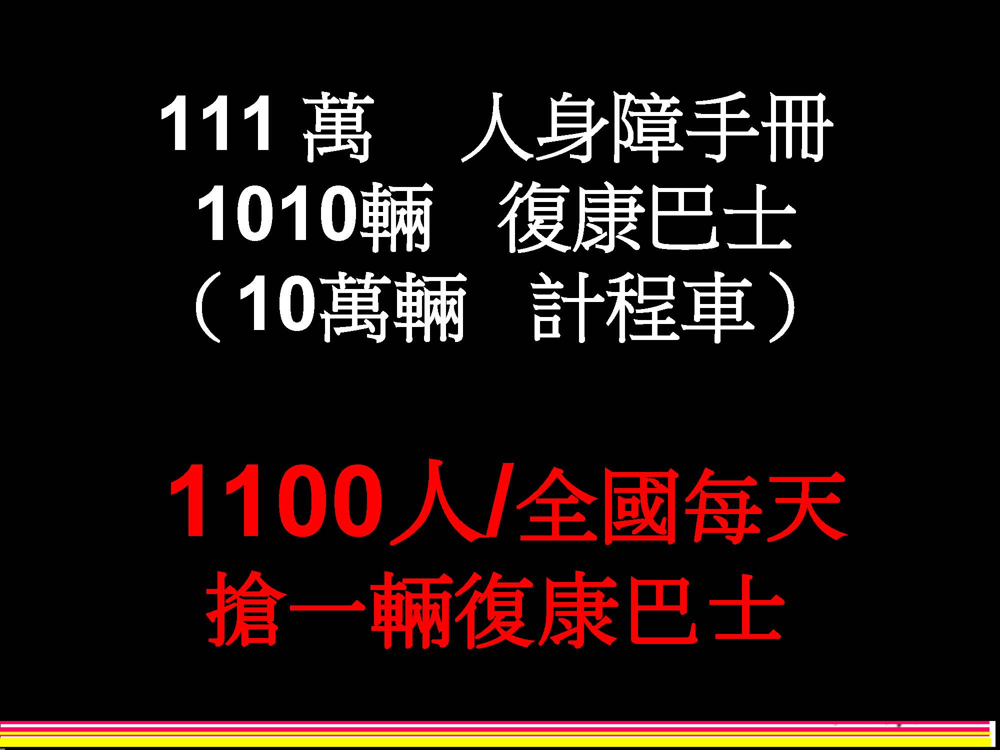 111 萬 人身障手冊
1010輛 復康巴士
（10萬輛 計程車）
1100人/全國每天
搶一輛復康巴士